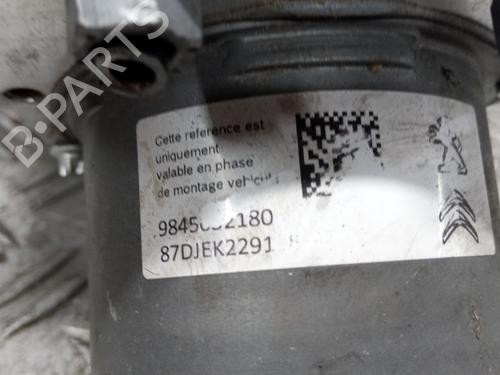 B-PARTS
Cette reference est
uniquement
valable en phase
de montage
87DJEK2291